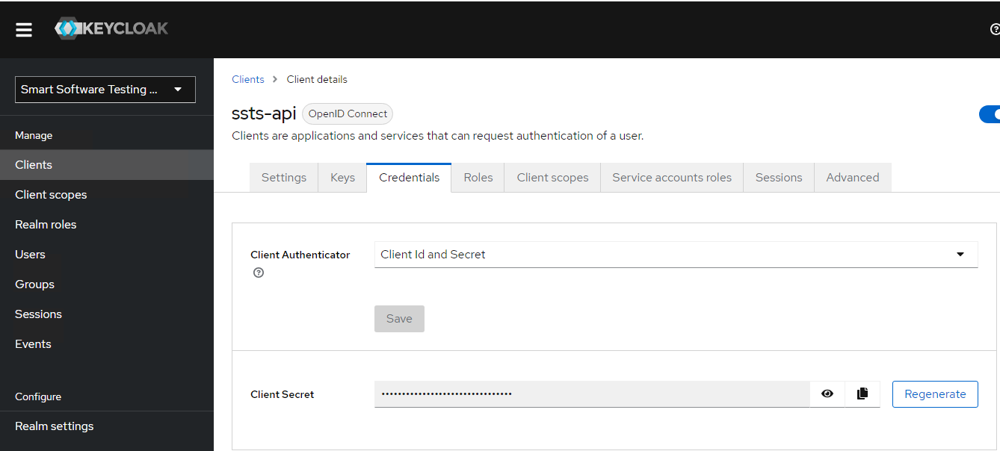 KEYCLOAK
Smart Software Testing ...
Manage
Clients
Client scopes
Realm roles
Users
Groups
Sessions
Events
Configure
Realm settings
Clients > Client details
ssts-api OpenID Connect
Clients are applications and services that can request authentication of a user.
Settings Keys Credentials Roles Client scopes Service accounts roles Sessions Advanced
Client Authenticator Client Id and Secret
Save
Client Secret •••••••••••••••••••••••••••••••• Regenerate